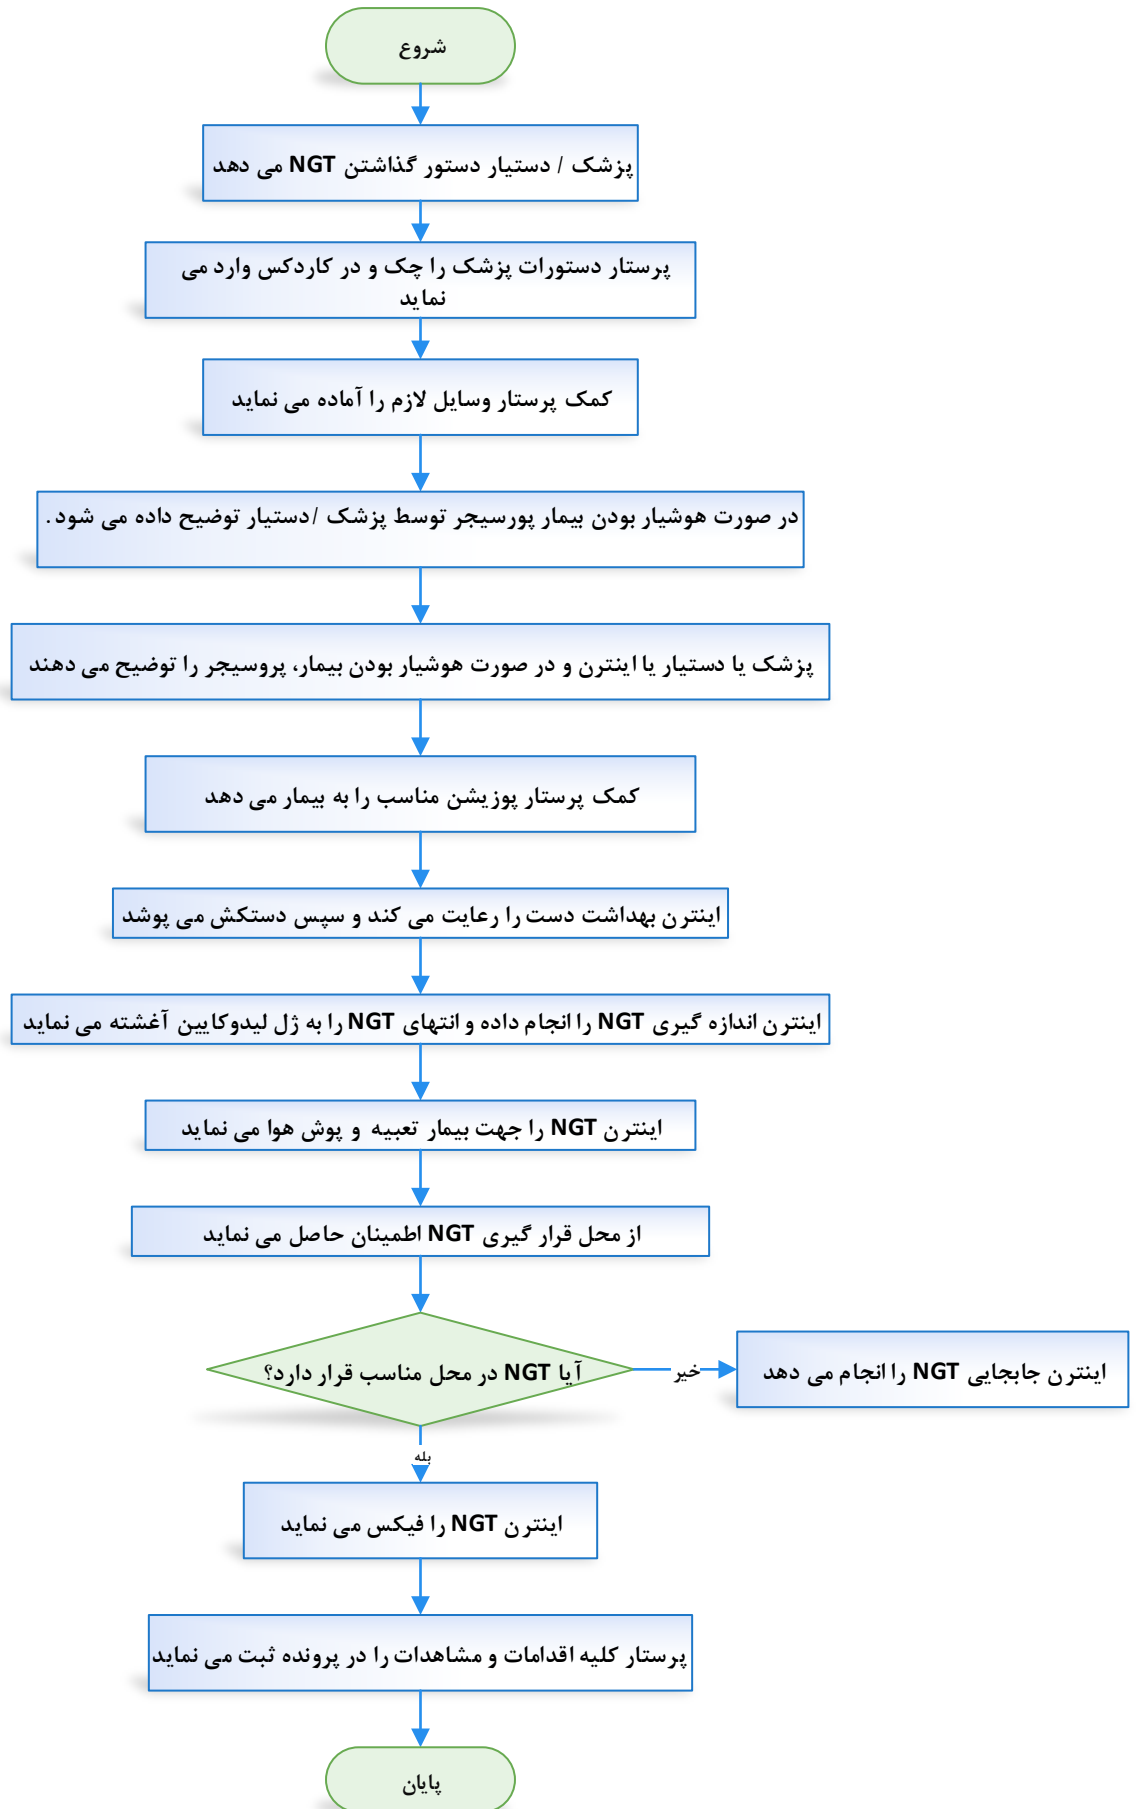 شروع
پزشک / دستیار دستور گذاشتن NGT می دهد
پرستار دستورات پزشک را چک و در کاردکس وارد می
نماید
کمک پرستار وسایل لازم را آماده می نماید
در صورت هوشیار بودن بیمار پورسیجر توسط پزشک /دستیار توضیح داده می شود .
پزشک یا دستیار یا اینترن و در صورت هوشیار بودن بیمار، پروسیجر را توضیح می دهند
کمک پرستار پوزیشن مناسب را به بیمار می دهد
اینترن بهداشت دست را رعایت می کند و سپس دستکش می پوشد
اینترن اندازه گیری NGT را انجام داده و انتهای NGT را به ژل لیدوکایین آغشته می نماید
اینترن NGT را جهت بیمار تعبیه و پوش هوا می نماید
از محل قرار گیری NGT اطمینان حاصل می نماید
آیا NGT در محل مناسب قرار دارد؟
خیر
اینترن جابجایی NGT را انجام می دهد
بله
اینترن NGT را فیکس می نماید
پرستار کلیه اقدامات و مشاهدات را در پرونده ثبت می نماید
پایان